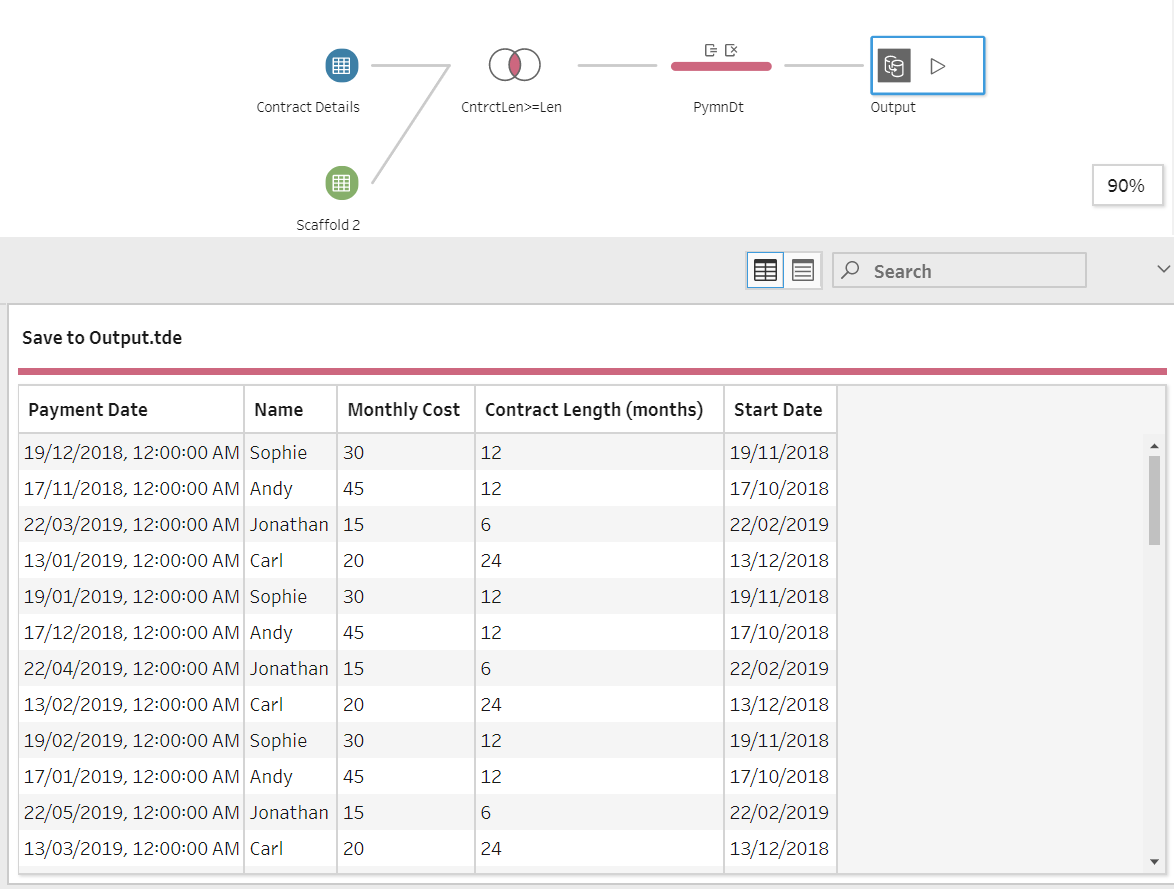 Contract Details
CntrctLen>=Len
PymnDt
Output
Scaffold 2
90%
Search
Save to Output.tde
Payment Date Name Monthly Cost Contract Length (months) Start Date
19/12/2018, 12:00:00 AM Sophie 30 12 19/11/2018
17/11/2018, 12:00:00 AM Andy 45 12 17/10/2018
22/03/2019, 12:00:00 AM Jonathan 15 6 22/02/2019
13/01/2019, 12:00:00 AM Carl 20 24 13/12/2018
19/01/2019, 12:00:00 AM Sophie 30 12 19/11/2018
17/12/2018, 12:00:00 AM Andy 45 12 17/10/2018
22/04/2019, 12:00:00 AM Jonathan 15 6 22/02/2019
13/02/2019, 12:00:00 AM Carl 20 24 13/12/2018
19/02/2019, 12:00:00 AM Sophie 30 12 19/11/2018
17/01/2019, 12:00:00 AM Andy 45 12 17/10/2018
22/05/2019, 12:00:00 AM Jonathan 15 6 22/02/2019
13/03/2019, 12:00:00 AM Carl 20 24 13/12/2018